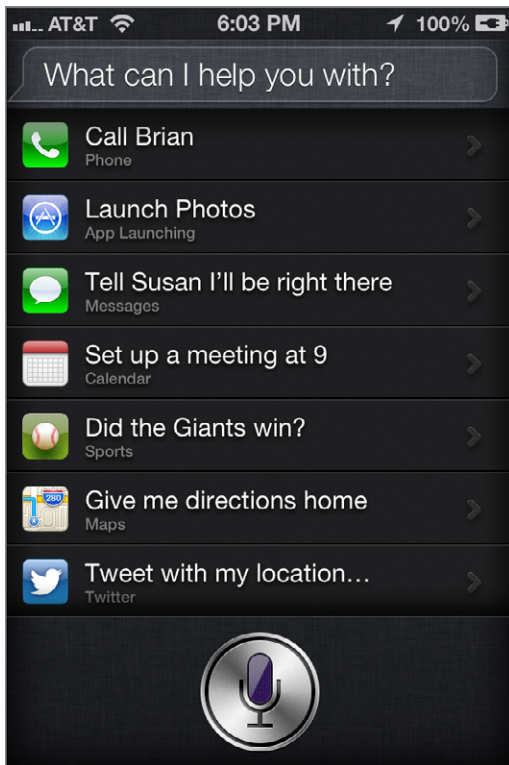 AT&T 6:03 PM 100%
What can I help you with?
Call Brian
Phone
Launch Photos
App Launching
Tell Susan I'll be right there
Messages
Set up a meeting at 9
Calendar
Did the Giants win?
Sports
280
Give me directions home
Maps
Tweet with my location…
Twitter